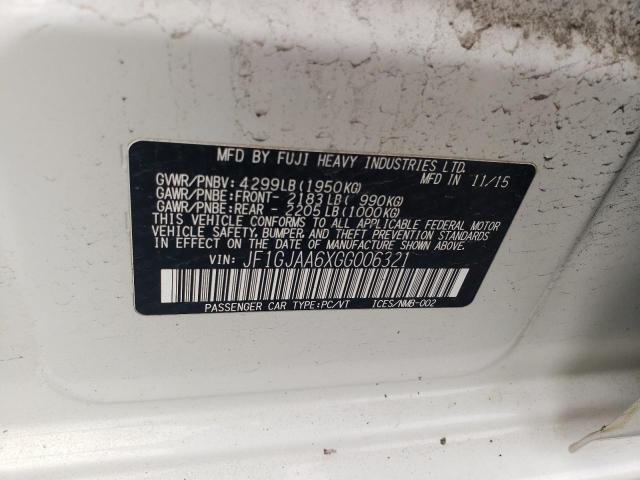 MFD BY FUJI HEAVY INDUSTRIES LTD.
MFD IN 11/15
GVWR/PNBV: 4299LB(1950KG)
GAWR/PNBE:FRONT- 2183LB( 990KG)
GAWR/PNBE:REAR - 2205LB(1000KG)
THIS VEHICLE CONFORMS TO ALL APPLICABLE FEDERAL MOTOR
VEHICLE SAFETY, BUMPER, AND THEFT PREVENTION
STANDARDS IN EFFECT ON THE DATE OF MANUFACTURE SHOWN ABOVE.
VIN: JF1GJAA6XGG006321
PASSENGER CAR TYPE:PC/VT ICES/NMB-002